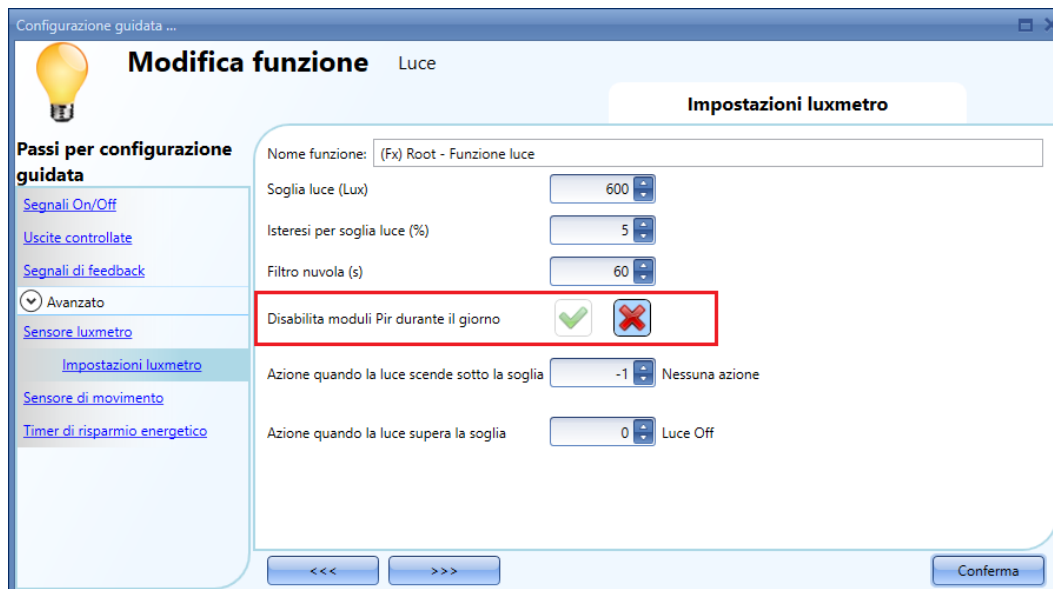 Configurazione guidata ...
Modifica funzione Luce
Impostazioni luxmetro
Passi per configurazione
guidata
Segnali On/Off
Uscite controllate
Segnali di feedback
Avanzato
Sensore luxmetro
Impostazioni luxmetro
Sensore di movimento
Timer di risparmio energetico
Nome funzione: (Fx) Root - Funzione luce
Soglia luce (Lux) 600
Isteresi per soglia luce (%) 5
Filtro nuvola (s) 60
Disabilita moduli Pir durante il giorno
Azione quando la luce scende sotto la soglia -1 Nessuna azione
Azione quando la luce supera la soglia 0 Luce Off
<<< >>> Conferma